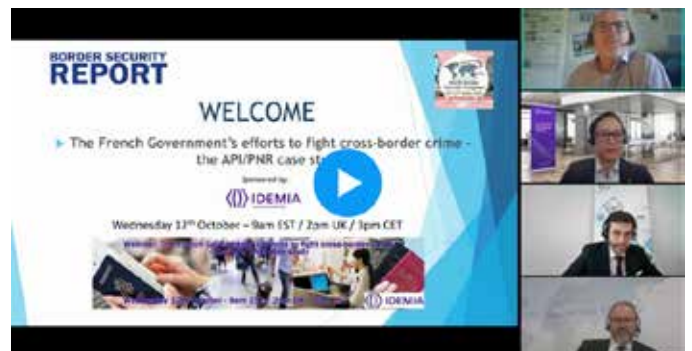 BORDER SECURITY
REPORT
WELCOME
The French Government's efforts to fight cross-border crime -
the API/PNR case
Sponsored by:
IDEMIA
Wednesday 13th October - 9am EST / 2pm UK / 3pm CET
IDEMIA